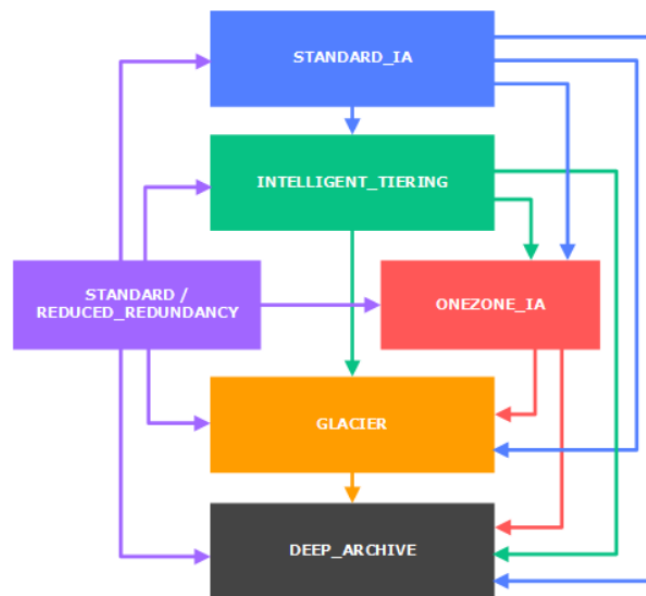 STANDARD_IA
INTELLIGENT_TIERING
STANDARD /
REDUCED_REDUNDANCY
ONEZONE_IA
GLACIER
DEEP_ARCHIVE